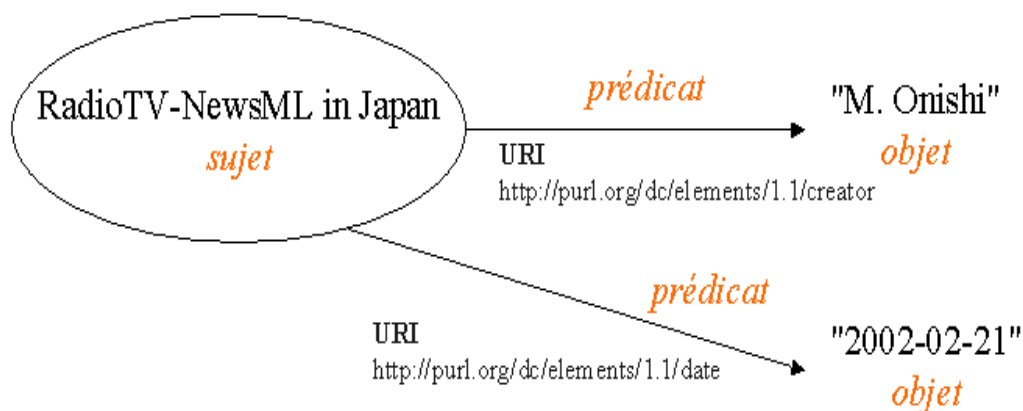 RadioTV-NewsML in Japan
sujet
prédicat
"M. Onishi"
objet
URI
http://purl.org/dc/elements/1.1/creator
prédicat
URI
http://purl.org/dc/elements/1.1/date
"2002-02-21"
objet